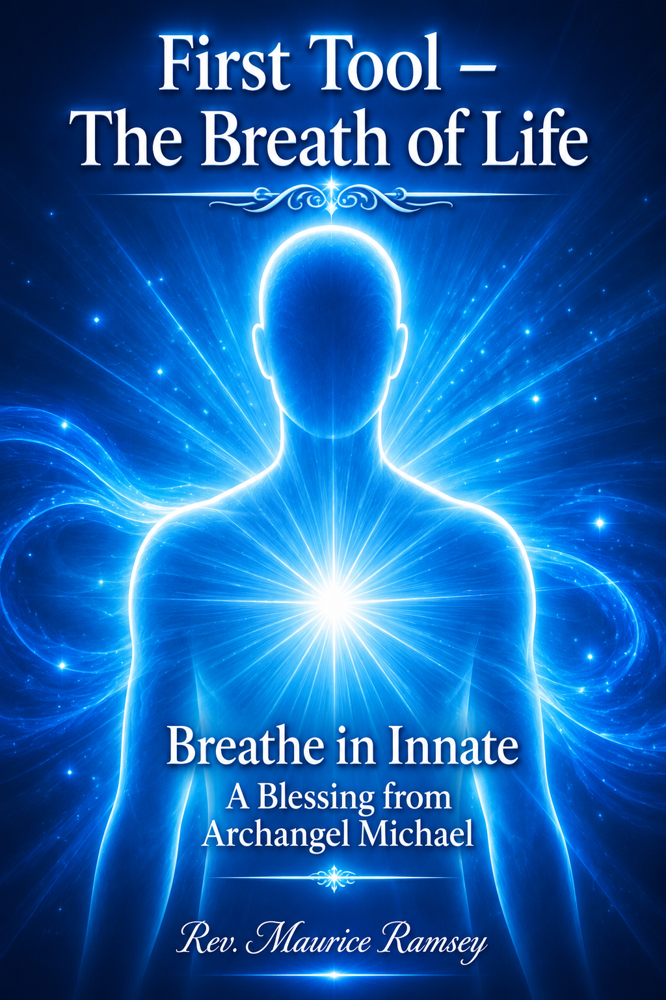 First Tool –
The Breath of Life
Breathe in Innate
A Blessing from
Archangel Michael
Rev. Maurice Ramsey